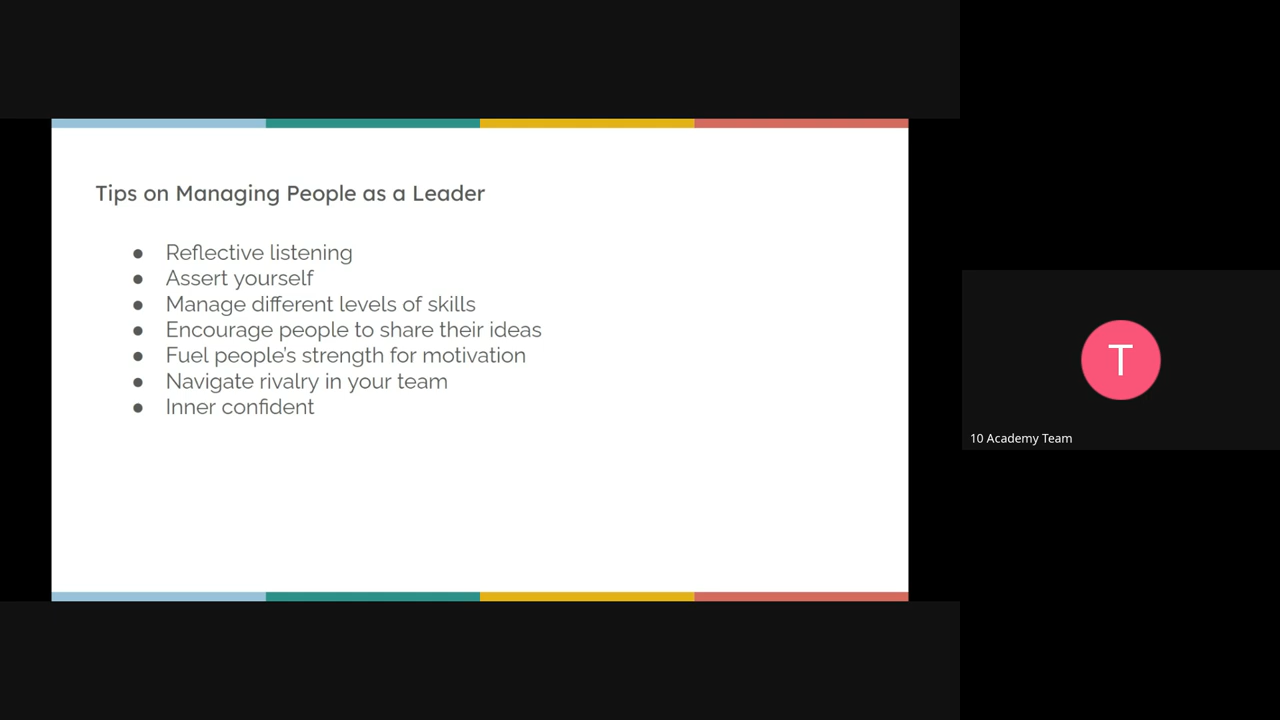 Tips on Managing People as a Leader
● Reflective listening
● Assert yourself
● Manage different levels of skills
● Encourage people to share their ideas
● Fuel people’s strength for motivation
● Navigate rivalry in your team
● Inner confident
T
10 Academy Team